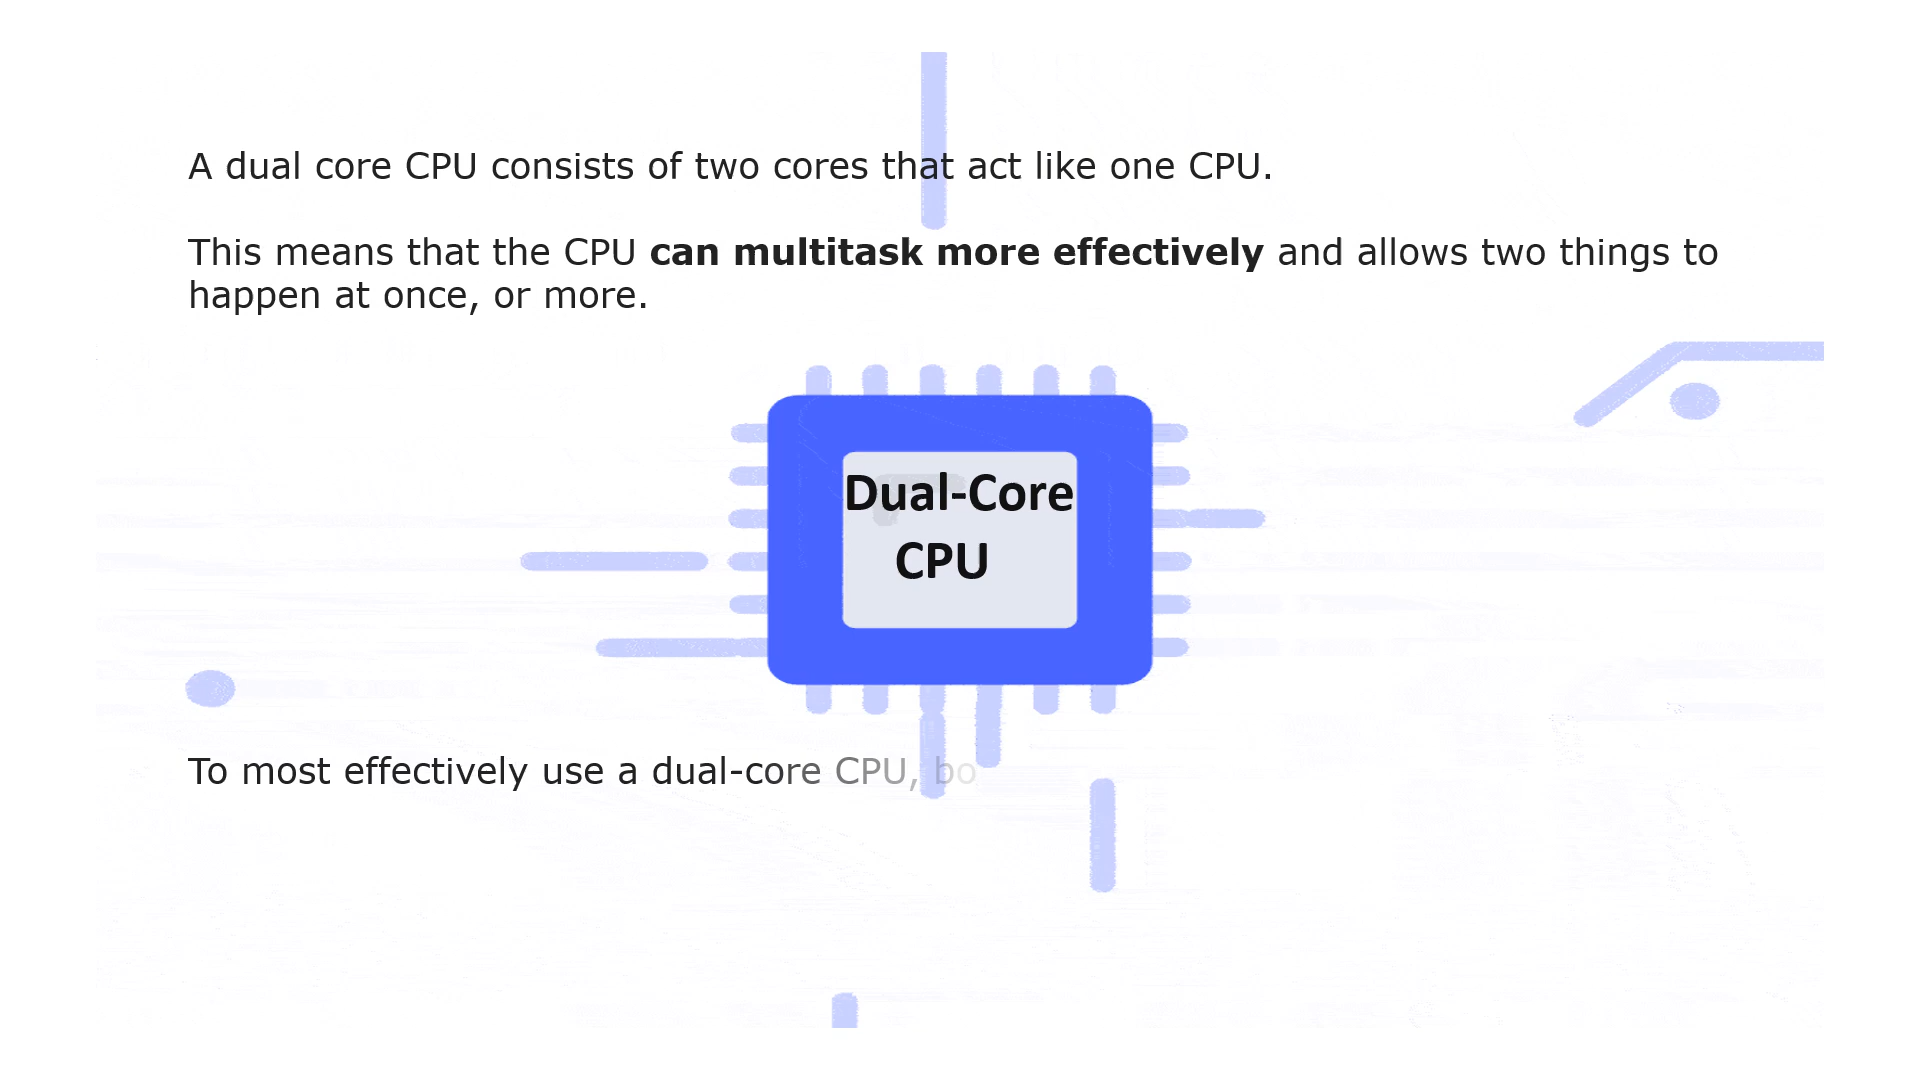 A dual core CPU consists of two cores that act like one CPU.
This means that the CPU can multitask more effectively and allows two things to
happen at once, or more.
Dual-Core
CPU
To most effectively use a dual-core CPU, bo